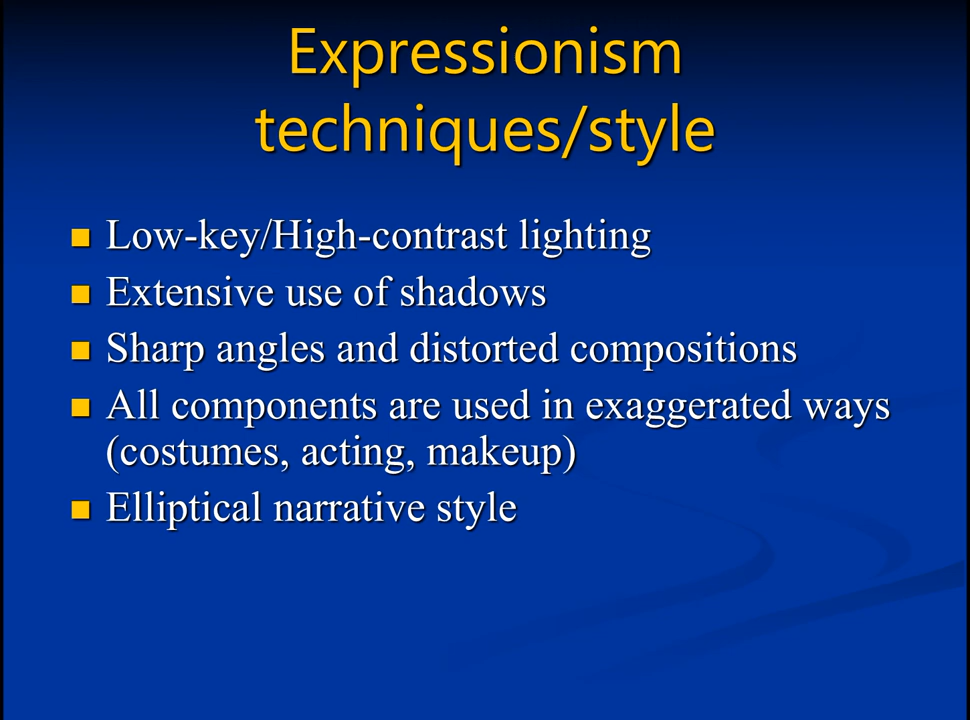 Expressionism
techniques/style
Low-key/High-contrast lighting
Extensive use of shadows
Sharp angles and distorted compositions
All components are used in exaggerated ways
(costumes, acting, makeup)
Elliptical narrative style